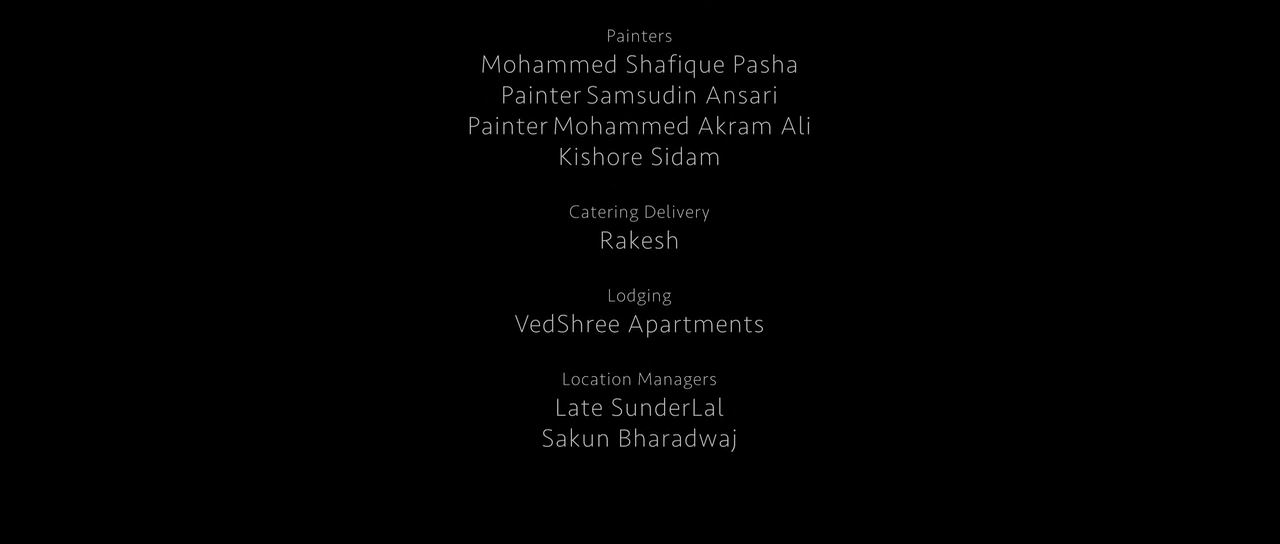 Painters
Mohammed Shafique Pasha
Painter Samsudin Ansari
Painter Mohammed Akram Ali
Kishore Sidam
Catering Delivery
Rakesh
Lodging
VedShree Apartments
Location Managers
Late SunderLal
Sakun Bharadwaj